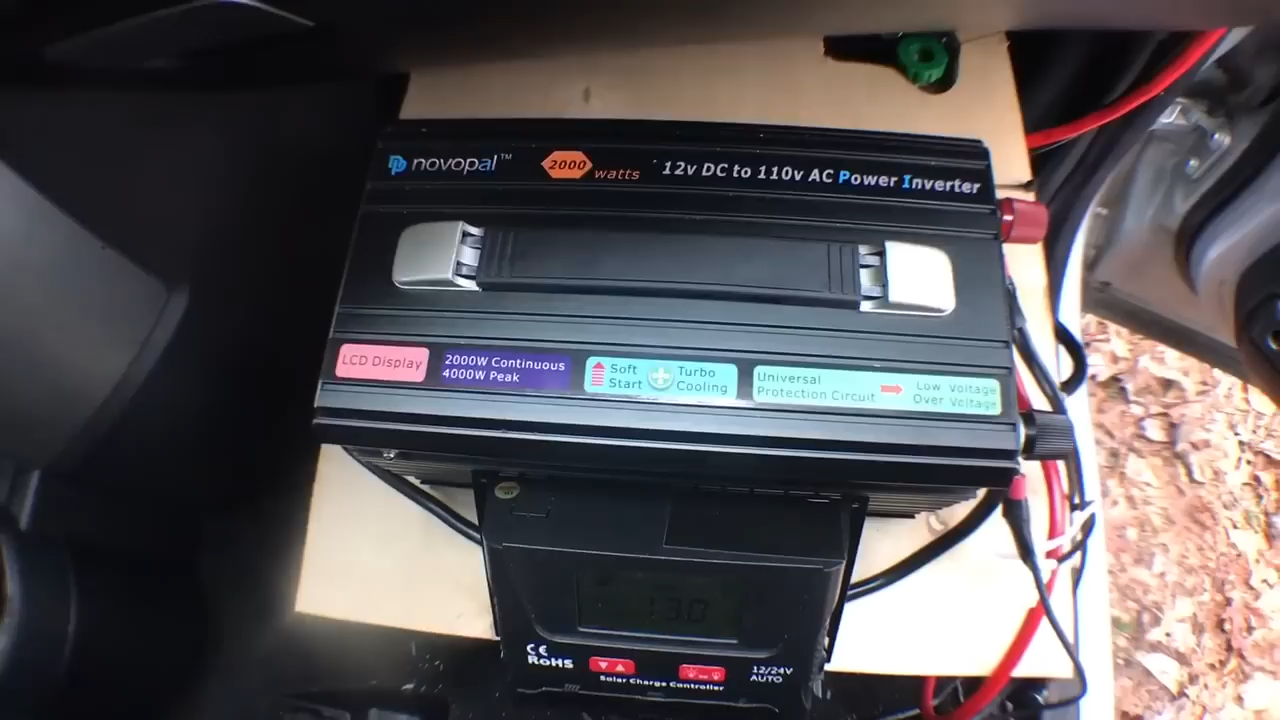 novopal™
2000 watts
12v DC to 110v AC Power Inverter
LCD Display
2000W Continuous
4000W Peak
Soft
Start
Turbo
Cooling
Universal
Protection Circuit
Low Voltage
Over Voltage
13.0
CE
RoHS
12/24V
AUTO
Solar Charge Controller